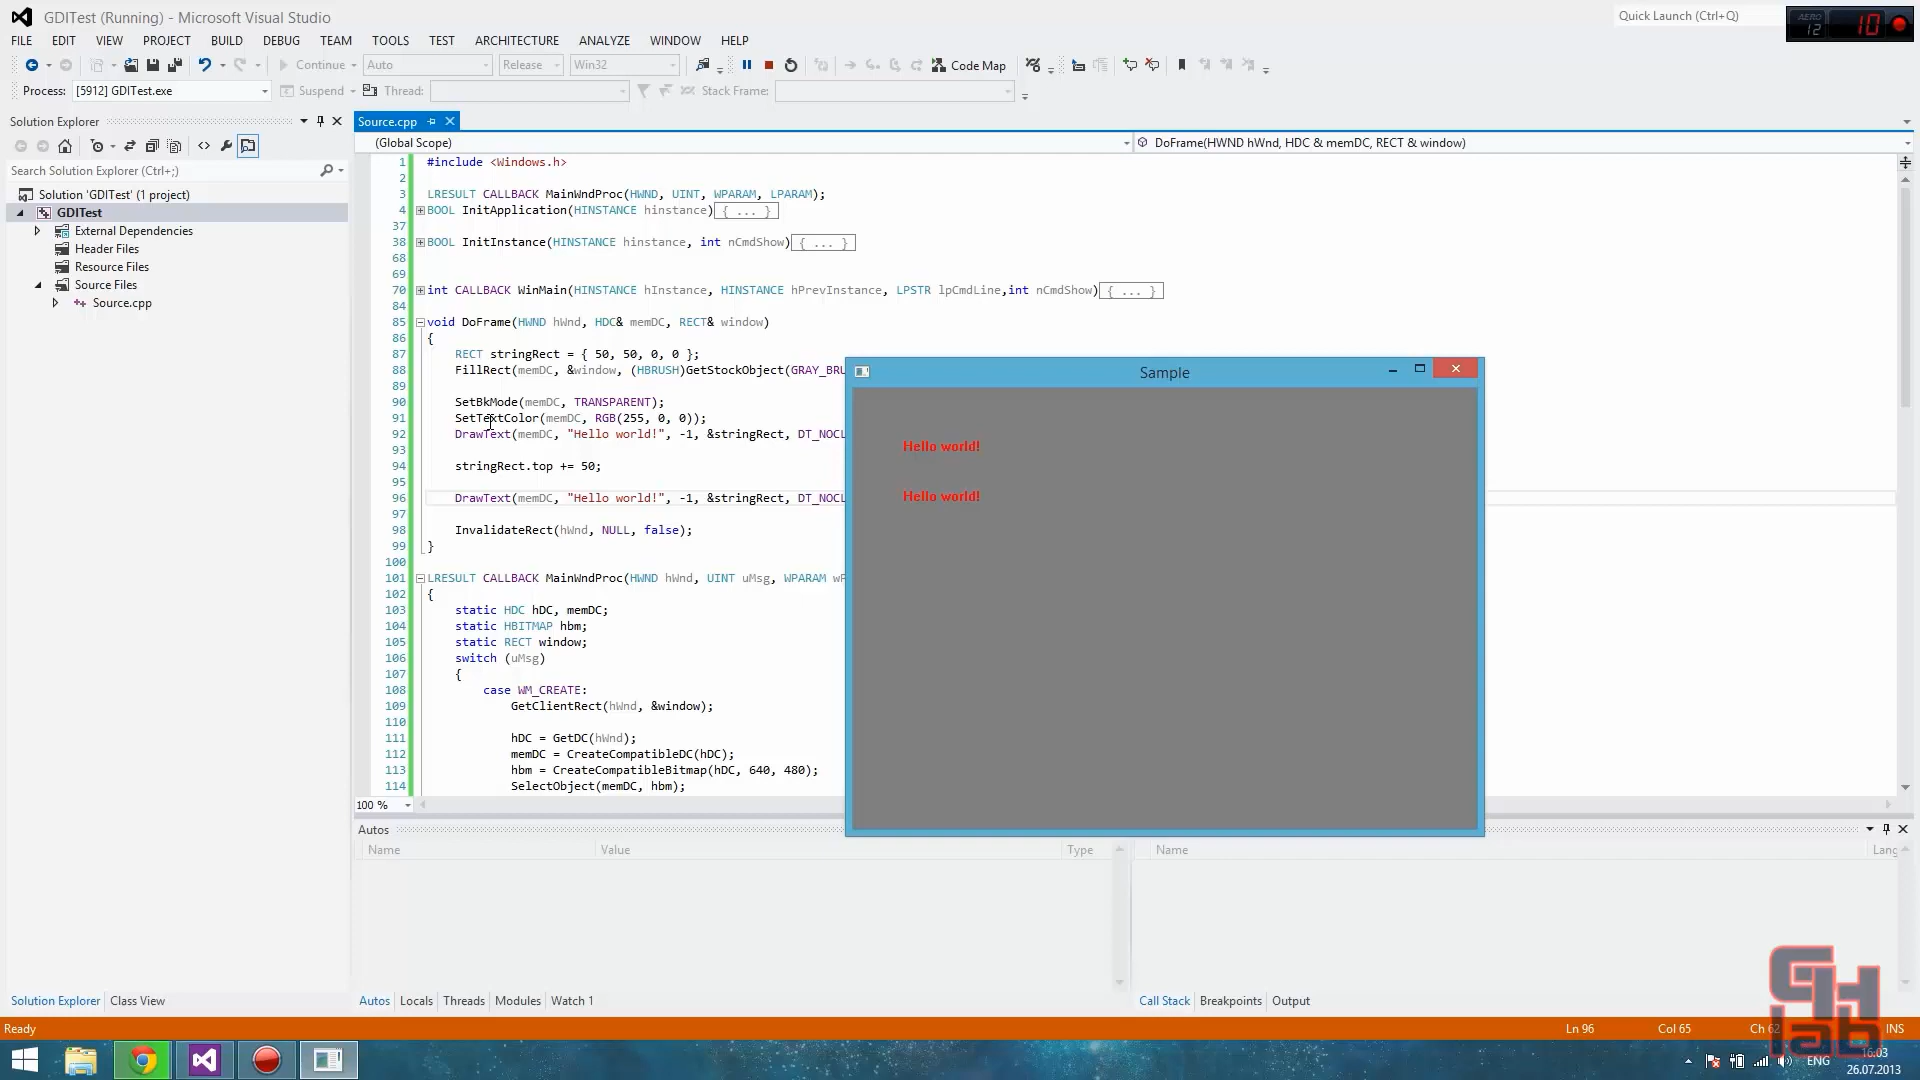 GDITest (Running) - Microsoft Visual Studio
Quick Launch (Ctrl+Q)
AERO
12
10
FILE EDIT VIEW PROJECT BUILD DEBUG TEAM TOOLS TEST ARCHITECTURE ANALYZE WINDOW HELP
Continue Auto Release Win32 Code Map
Process: [5912] GDITest.exe Suspend Thread: Stack Frame:
Solution Explorer
Source.cpp
(Global Scope)
DoFrame(HWND hWnd, HDC & memDC, RECT & window)
Search Solution Explorer (Ctrl+;)
Solution 'GDITest' (1 project)
GDITest
External Dependencies
Header Files
Resource Files
Source Files
Source.cpp
1 #include <Windows.h>
2
3 LRESULT CALLBACK MainWndProc(HWND, UINT, WPARAM, LPARAM);
4 BOOL InitApplication(HINSTANCE hinstance){ ... }
37
38 BOOL InitInstance(HINSTANCE hinstance, int nCmdShow){ ... }
68
69
70 int CALLBACK WinMain(HINSTANCE hInstance, HINSTANCE hPrevInstance, LPSTR lpCmdLine,int nCmdShow){ ... }
84
85 void DoFrame(HWND hWnd, HDC& memDC, RECT& window)
86 {
87 RECT stringRect = { 50, 50, 0, 0 };
88 FillRect(memDC, &window, (HBRUSH)GetStockObject(GRAY_BRU
89
90 SetBkMode(memDC, TRANSPARENT);
91 SetTextColor(memDC, RGB(255, 0, 0));
92 DrawText(memDC, "Hello world!", -1, &stringRect, DT_NOCL
93
94 stringRect.top += 50;
95
96 DrawText(memDC, "Hello world!", -1, &stringRect, DT_NOCL
97
98 InvalidateRect(hWnd, NULL, false);
99 }
100
101 LRESULT CALLBACK MainWndProc(HWND hWnd, UINT uMsg, WPARAM wP
102 {
103 static HDC hDC, memDC;
104 static HBITMAP hbm;
105 static RECT window;
106 switch (uMsg)
107 {
108 case WM_CREATE:
109 GetClientRect(hWnd, &window);
110
111 hDC = GetDC(hWnd);
112 memDC = CreateCompatibleDC(hDC);
113 hbm = CreateCompatibleBitmap(hDC, 640, 480);
114 SelectObject(memDC, hbm);
Sample
Hello world!
Hello world!
100 %
Autos
Name Value Type
Name Lang
Solution Explorer Class View
Autos Locals Threads Modules Watch 1
Call Stack Breakpoints Output
Ready
Ln 96 Col 65 Ch 62 INS
lab
ENG
16:03
26.07.2013